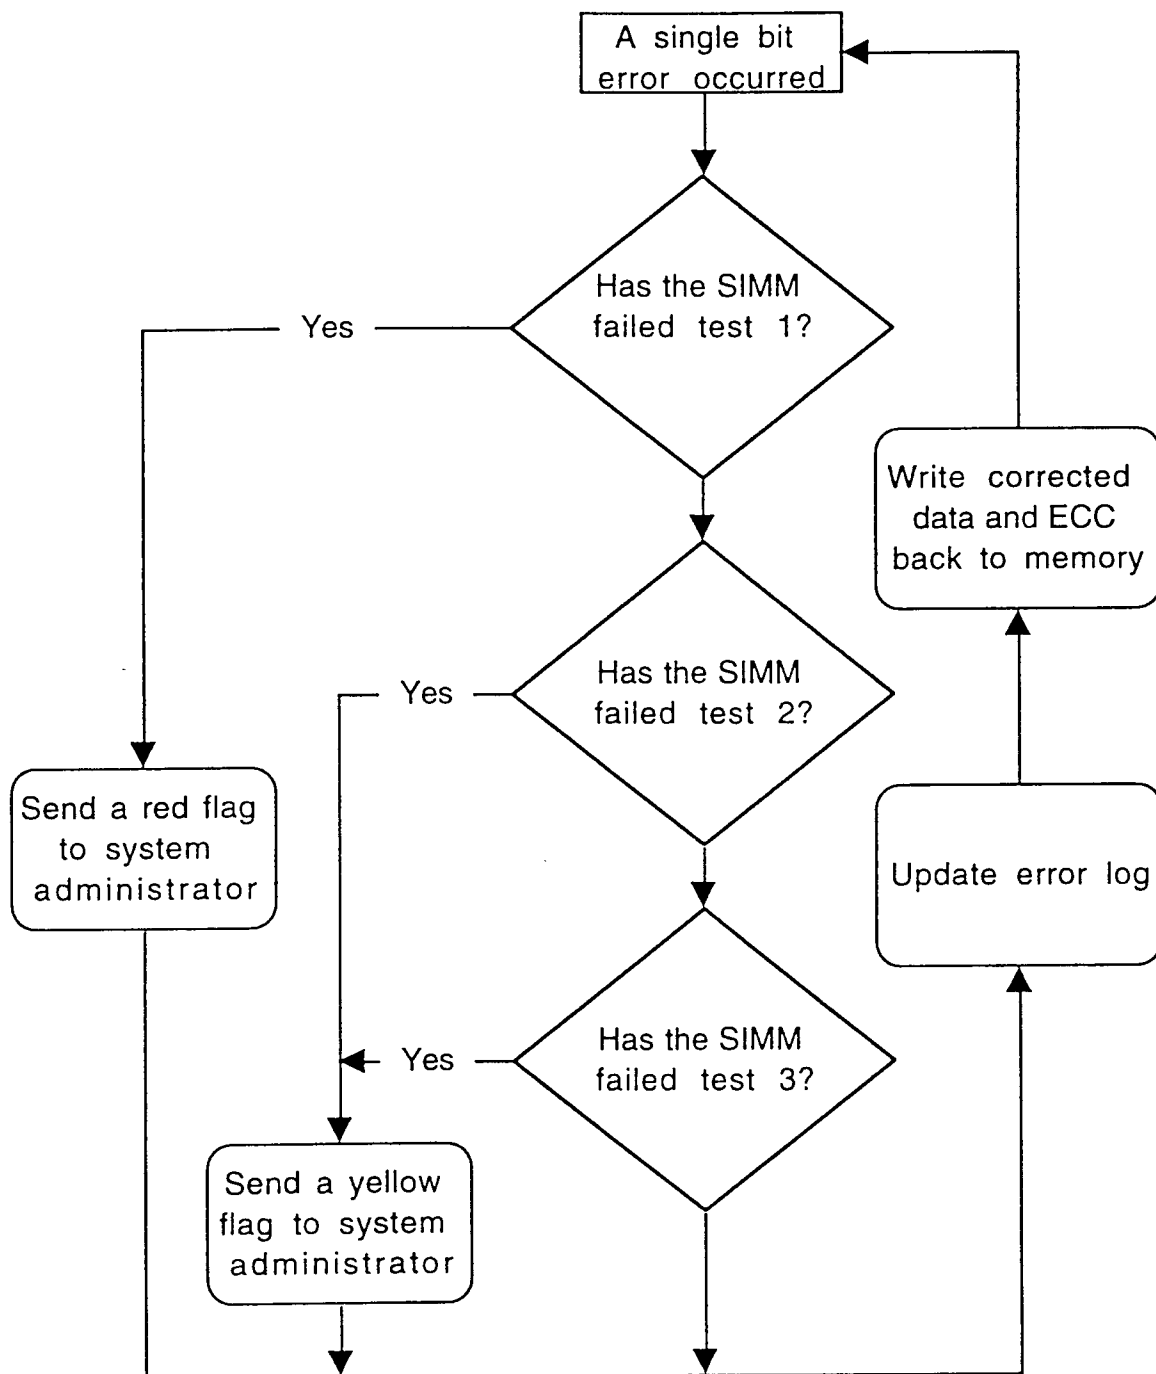 A single bit
error occurred
Has the SIMM
failed test 1?
Yes
Write corrected
data and ECC
back to memory
Has the SIMM
failed test 2?
Yes
Send a red flag
to system
administrator
Update error log
Has the SIMM
failed test 3?
Yes
Send a yellow
flag to system
administrator